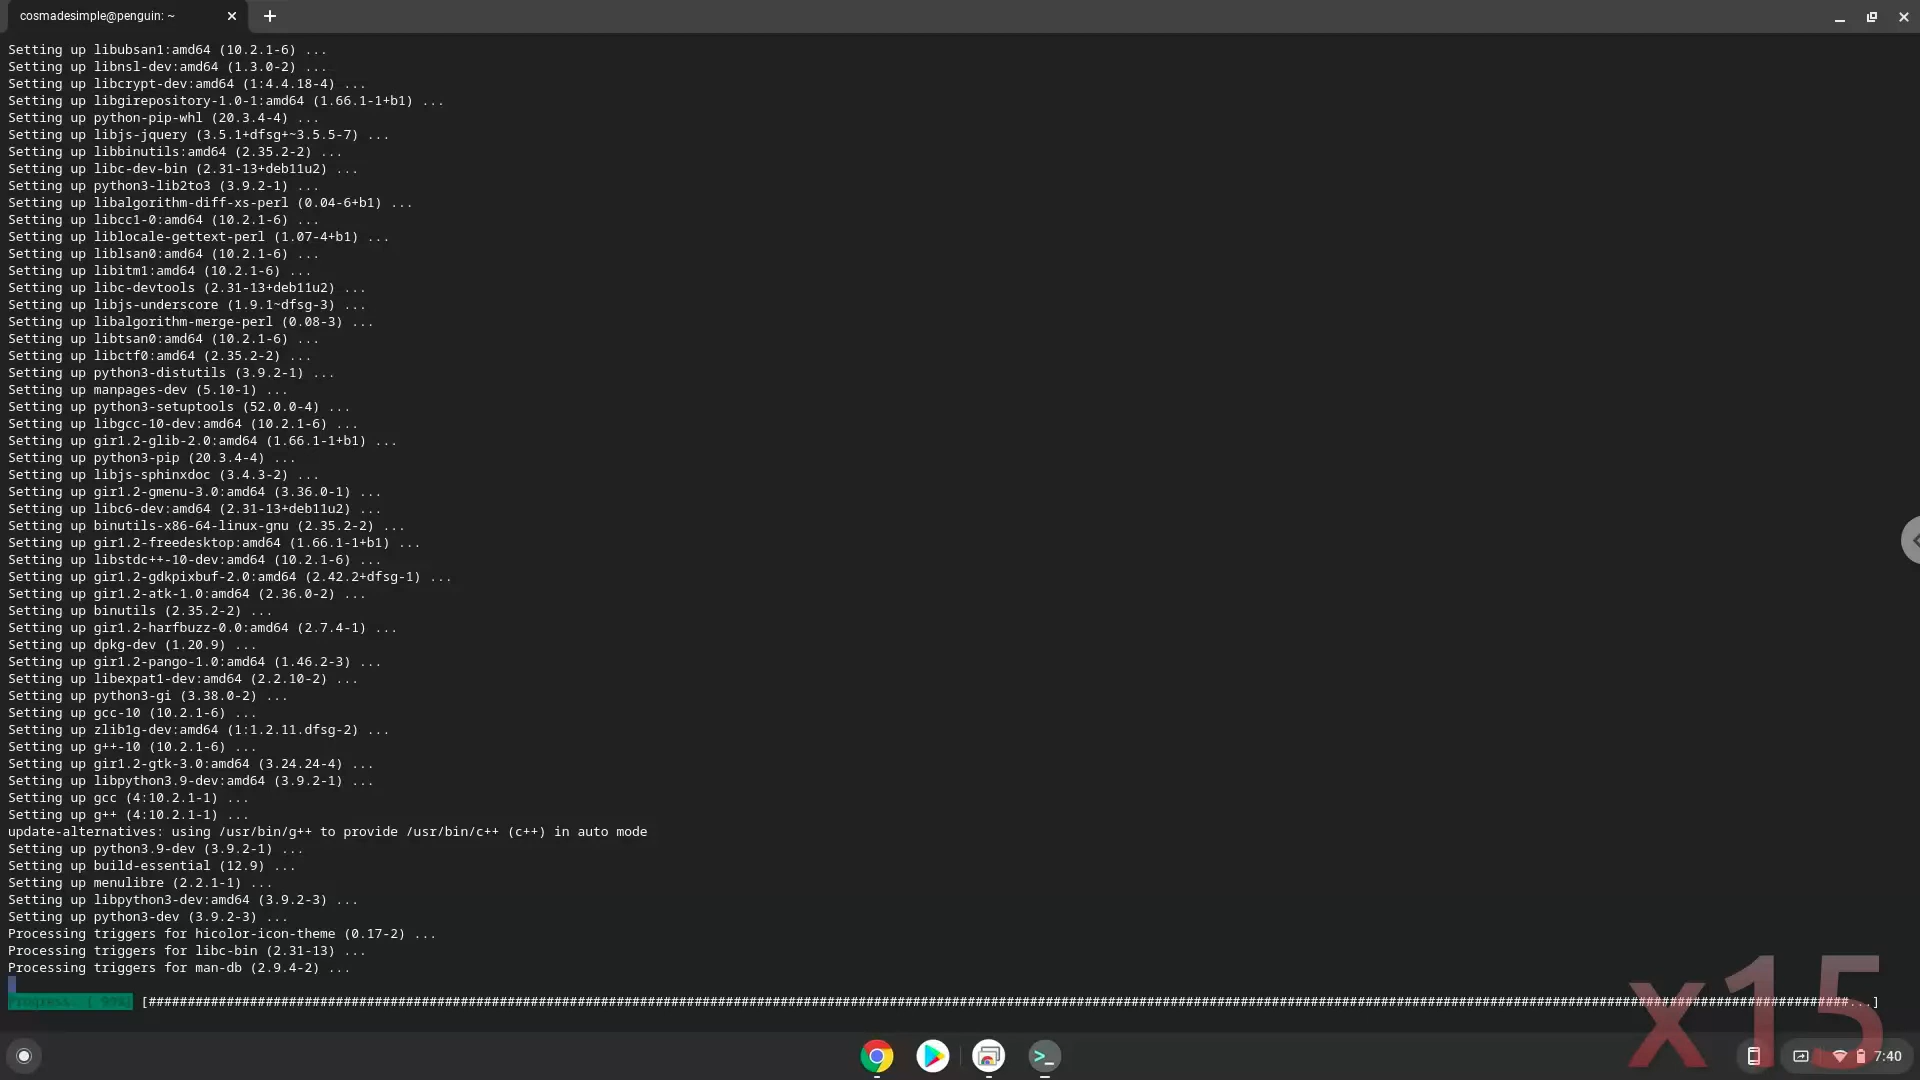 cosmadesimple@penguin: ~
Setting up libubsan1:amd64 (10.2.1-6) ...
Setting up libnsl-dev:amd64 (1.3.0-2) ...
Setting up libcrypt-dev:amd64 (1:4.4.18-4) ...
Setting up libgirepository-1.0-1:amd64 (1.66.1-1+b1) ...
Setting up python-pip-whl (20.3.4-4) ...
Setting up libjs-jquery (3.5.1+dfsg+~3.5.5-7) ...
Setting up libbinutils:amd64 (2.35.2-2) ...
Setting up libc-dev-bin (2.31-13+deb11u2) ...
Setting up python3-lib2to3 (3.9.2-1) ...
Setting up libalgorithm-diff-xs-perl (0.04-6+b1) ...
Setting up libcc1-0:amd64 (10.2.1-6) ...
Setting up liblocale-gettext-perl (1.07-4+b1) ...
Setting up liblsan0:amd64 (10.2.1-6) ...
Setting up libitm1:amd64 (10.2.1-6) ...
Setting up libc-devtools (2.31-13+deb11u2) ...
Setting up libjs-underscore (1.9.1~dfsg-3) ...
Setting up libalgorithm-merge-perl (0.08-3) ...
Setting up libtsan0:amd64 (10.2.1-6) ...
Setting up libctf0:amd64 (2.35.2-2) ...
Setting up python3-distutils (3.9.2-1) ...
Setting up manpages-dev (5.10-1) ...
Setting up python3-setuptools (52.0.0-4) ...
Setting up libgcc-10-dev:amd64 (10.2.1-6) ...
Setting up gir1.2-glib-2.0:amd64 (1.66.1-1+b1) ...
Setting up python3-pip (20.3.4-4) ...
Setting up libjs-sphinxdoc (3.4.3-2) ...
Setting up gir1.2-gmenu-3.0:amd64 (3.36.0-1) ...
Setting up libc6-dev:amd64 (2.31-13+deb11u2) ...
Setting up binutils-x86-64-linux-gnu (2.35.2-2) ...
Setting up gir1.2-freedesktop:amd64 (1.66.1-1+b1) ...
Setting up libstdc++-10-dev:amd64 (10.2.1-6) ...
Setting up gir1.2-gdkpixbuf-2.0:amd64 (2.42.2+dfsg-1) ...
Setting up gir1.2-atk-1.0:amd64 (2.36.0-2) ...
Setting up binutils (2.35.2-2) ...
Setting up gir1.2-harfbuzz-0.0:amd64 (2.7.4-1) ...
Setting up dpkg-dev (1.20.9) ...
Setting up gir1.2-pango-1.0:amd64 (1.46.2-3) ...
Setting up libexpat1-dev:amd64 (2.2.10-2) ...
Setting up python3-gi (3.38.0-2) ...
Setting up gcc-10 (10.2.1-6) ...
Setting up zlib1g-dev:amd64 (1:1.2.11.dfsg-2) ...
Setting up g++-10 (10.2.1-6) ...
Setting up gir1.2-gtk-3.0:amd64 (3.24.24-4) ...
Setting up libpython3.9-dev:amd64 (3.9.2-1) ...
Setting up gcc (4:10.2.1-1) ...
Setting up g++ (4:10.2.1-1) ...
update-alternatives: using /usr/bin/g++ to provide /usr/bin/c++ (c++) in auto mode
Setting up python3.9-dev (3.9.2-1) ...
Setting up build-essential (12.9) ...
Setting up menulibre (2.2.1-1) ...
Setting up libpython3-dev:amd64 (3.9.2-3) ...
Setting up python3-dev (3.9.2-3) ...
Processing triggers for hicolor-icon-theme (0.17-2) ...
Processing triggers for libc-bin (2.31-13) ...
Processing triggers for man-db (2.9.4-2) ...
Progress:
x15
7:40